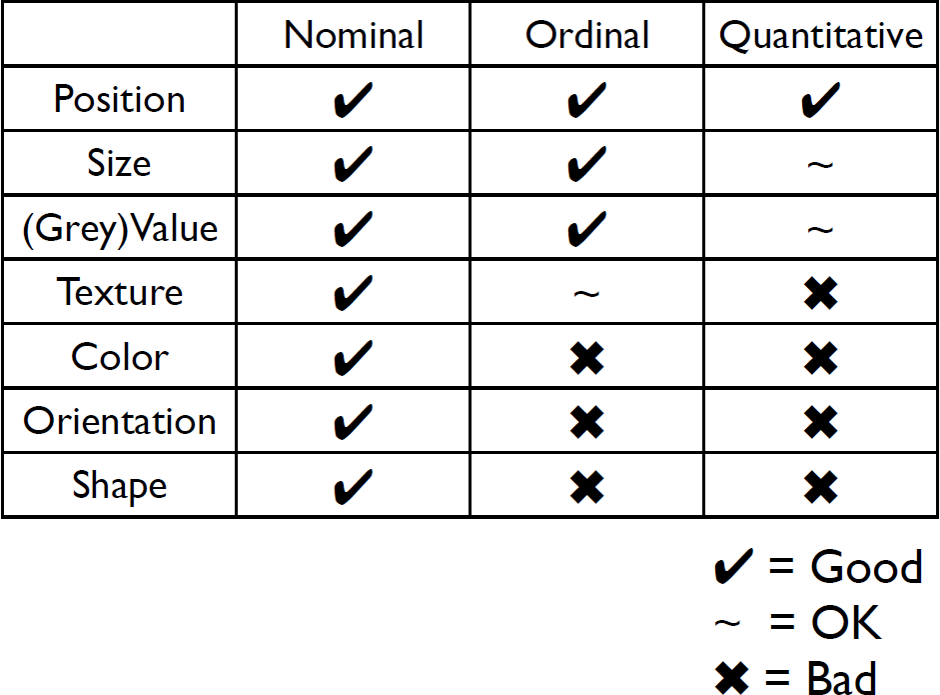 Nominal Ordinal Quantitative
Position ✔ ✔ ✔
Size ✔ ✔ ~
(Grey)Value ✔ ✔ ~
Texture ✔ ~ ✖
Color ✔ ✖ ✖
Orientation ✔ ✖ ✖
Shape ✔ ✖ ✖
✔ = Good
~ = OK
✖ = Bad